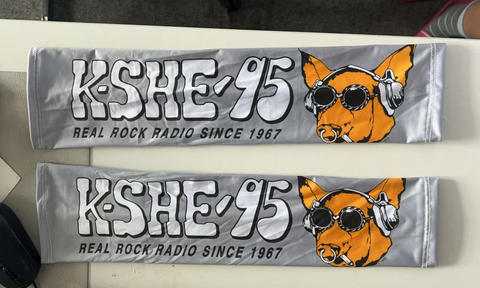 K-SHE-95
REAL ROCK RADIO SINCE 1967
K-SHE-95
REAL ROCK RADIO SINCE 1967